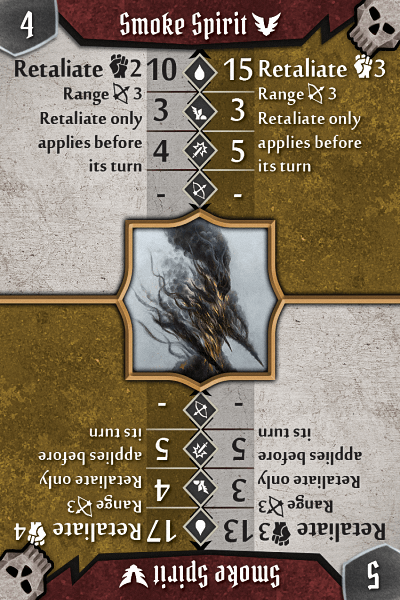 4
Smoke Spirit
Retaliate 2 10 15 Retaliate 3
Range 3 3 3 Range 3
Retaliate only Retaliate only
applies before 4 5 applies before
its turn its turn
- -
5
Smoke Spirit
Retaliate 3 13 17 Retaliate 4
Range 3 3 4 Range 3
Retaliate only Retaliate only
applies before 5 5 applies before
its turn its turn
- -